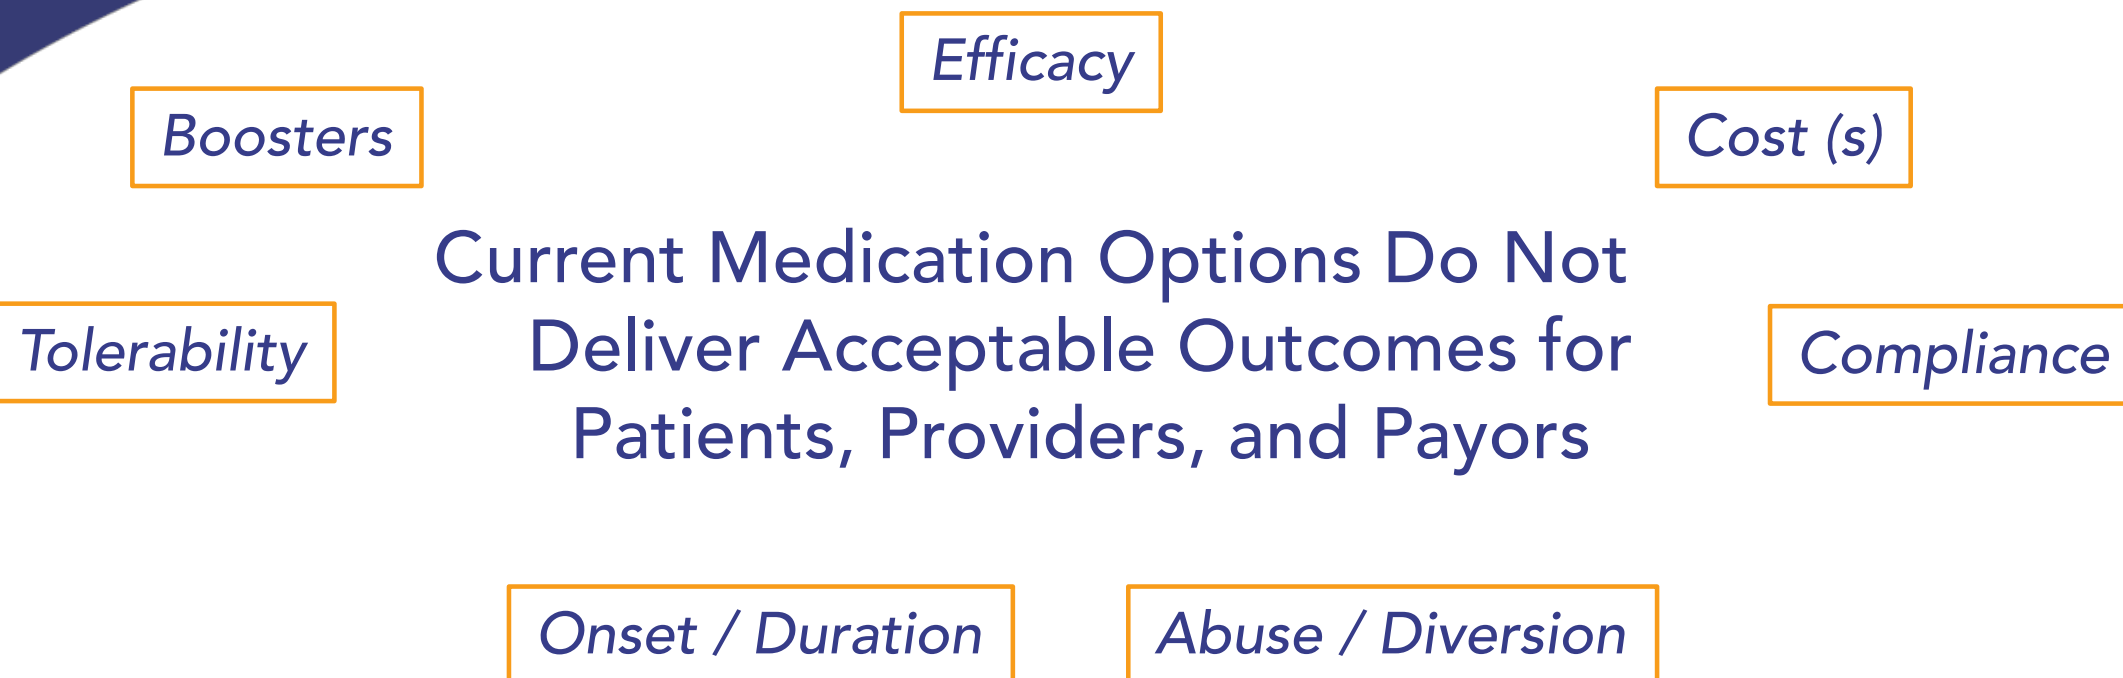 Efficacy
Boosters
Cost (s)
Current Medication Options Do Not
Deliver Acceptable Outcomes for
Patients, Providers, and Payors
Tolerability
Compliance
Onset / Duration
Abuse / Diversion